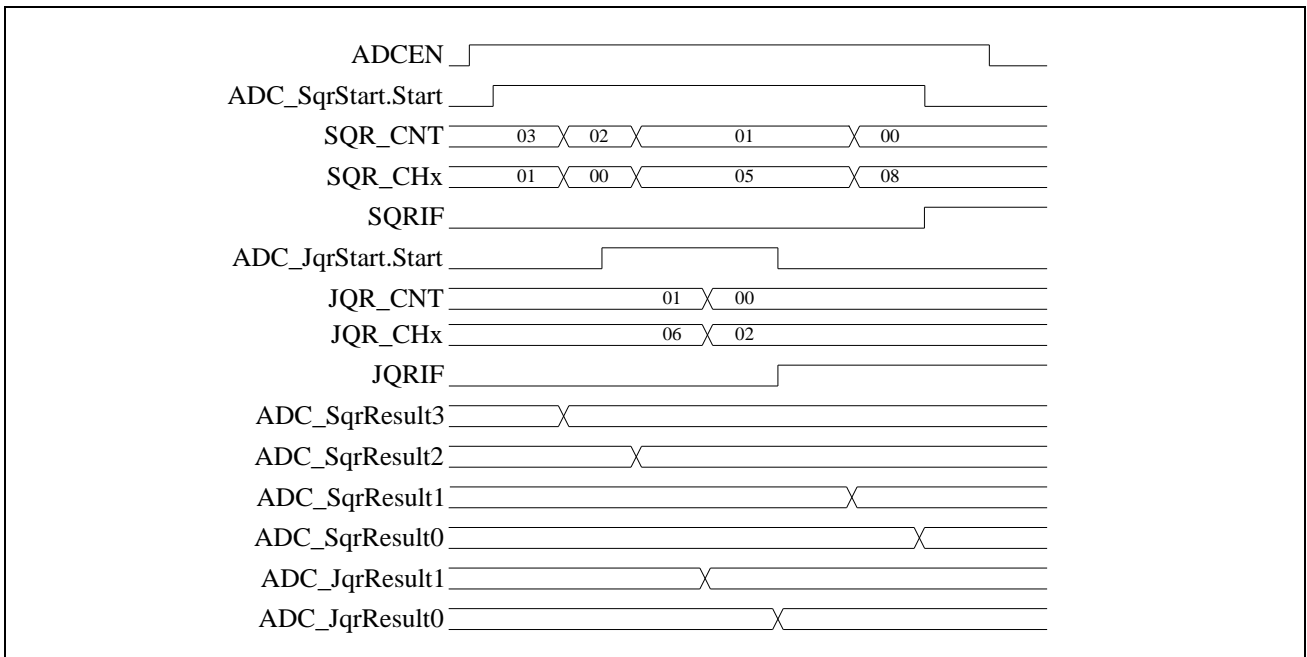 ADCEN
ADC_SqrStart.Start
SQR_CNT 03 02 01 00
SQR_CHx 01 00 05 08
SQRIF
ADC_JqrStart.Start
JQR_CNT 01 00
JQR_CHx 06 02
JQRIF
ADC_SqrResult3
ADC_SqrResult2
ADC_SqrResult1
ADC_SqrResult0
ADC_JqrResult1
ADC_JqrResult0